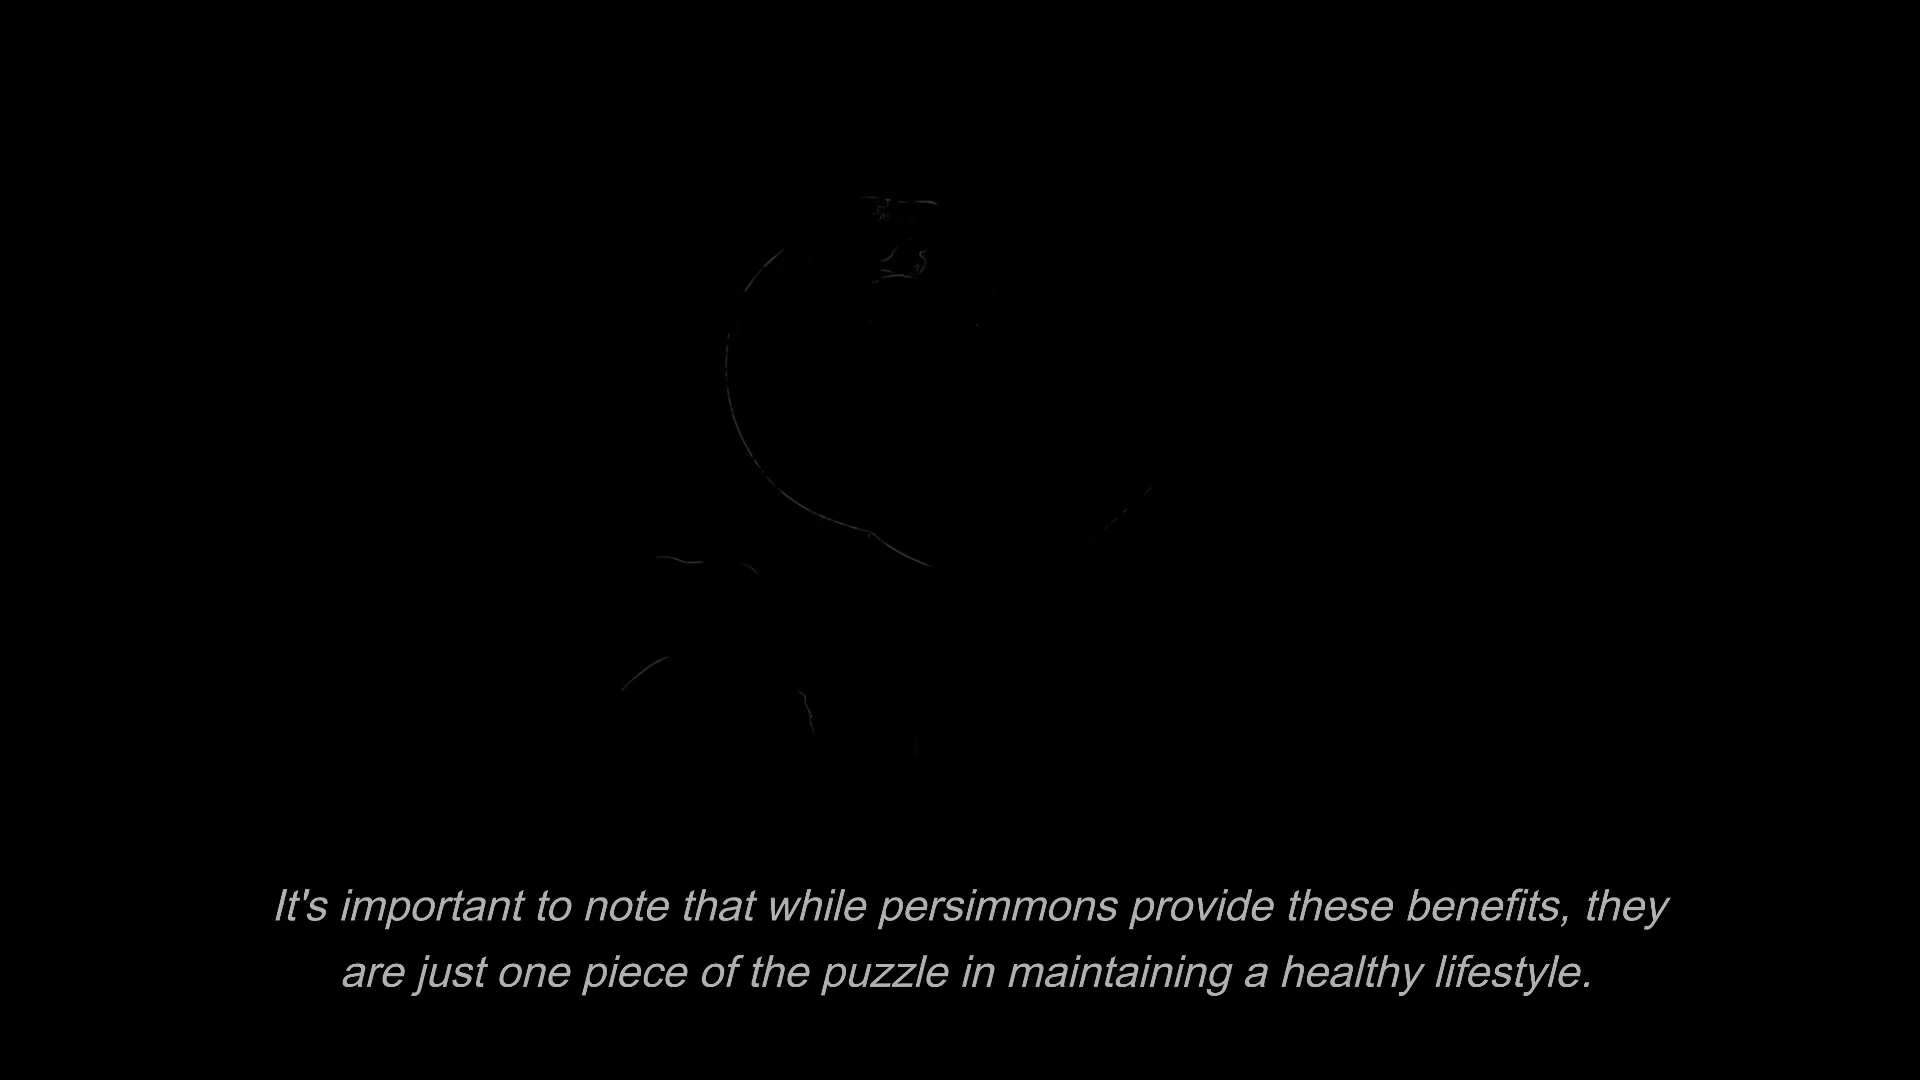 It's important to note that while persimmons provide these benefits, they
are just one piece of the puzzle in maintaining a healthy lifestyle.